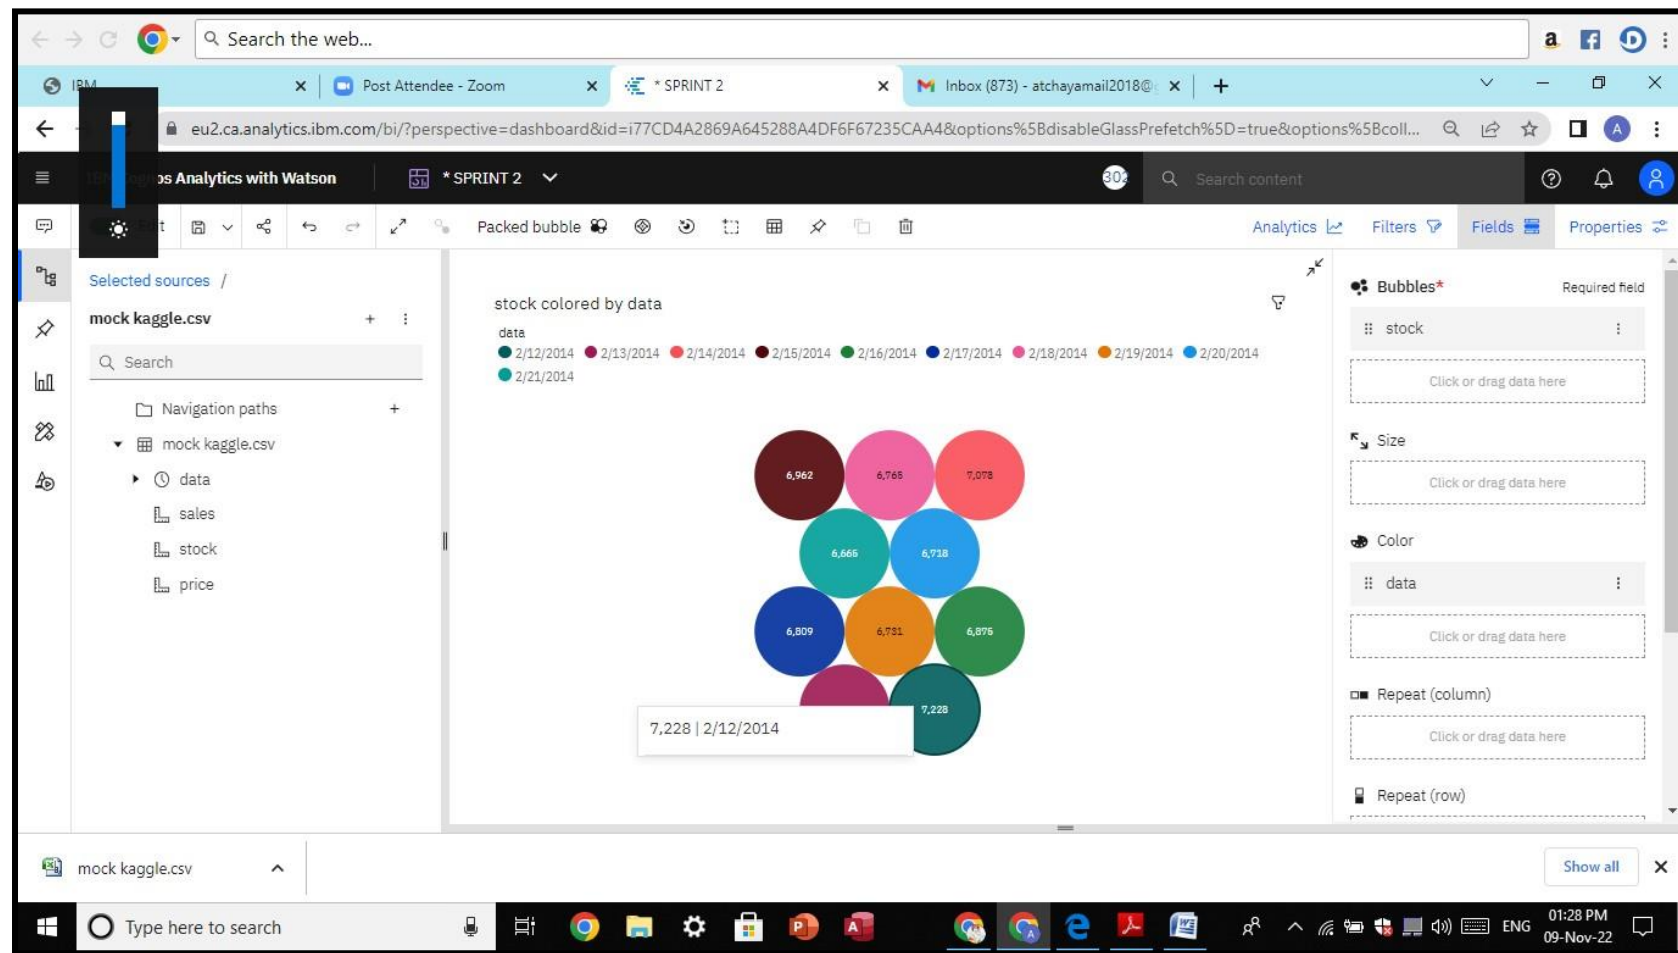 Search the web...
IBM
Post Attendee - Zoom
* SPRINT 2
Inbox (873) - atchayamail2018@
eu2.ca.analytics.ibm.com/bi/?perspective=dashboard&id=i77CD4A2869A645288A4DF6F67235CAA4&options%5BdisableGlassPrefetch%5D=true&options%5Bcoll...
A
os Analytics with Watson
* SPRINT 2
302
Search content
Packed bubble
Analytics
Filters
Fields
Properties
Selected sources /
mock kaggle.csv
Search
Navigation paths
mock kaggle.csv
data
sales
stock
price
stock colored by data
data
2/12/2014 2/13/2014 2/14/2014 2/15/2014 2/16/2014 2/17/2014 2/18/2014 2/19/2014 2/20/2014
2/21/2014
6,962 6,765 7,078
6,665 6,718
6,809 6,731 6,876
7,228
7,228 | 2/12/2014
Bubbles*
Required field
stock
Click or drag data here
Size
Click or drag data here
Color
data
Click or drag data here
Repeat (column)
Click or drag data here
Repeat (row)
mock kaggle.csv
Show all
Type here to search
ENG
01:28 PM
09-Nov-22